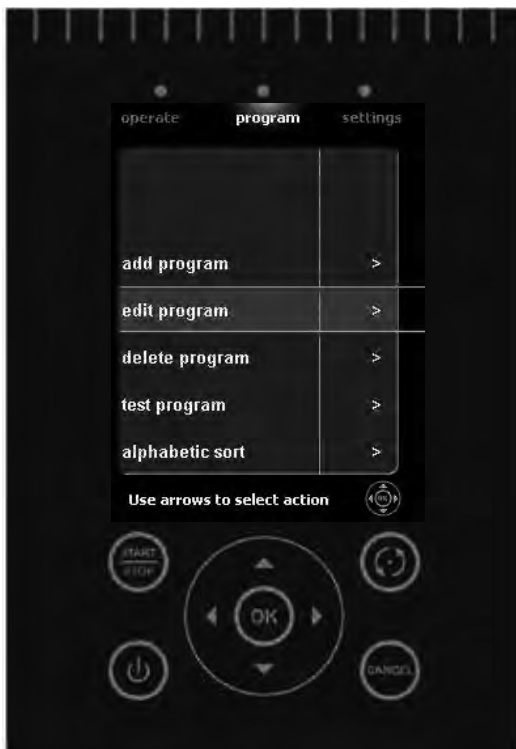 operate program settings
add program >
edit program >
delete program >
test program >
alphabetic sort >
Use arrows to select action OK
START
STOP
OK
CANCEL